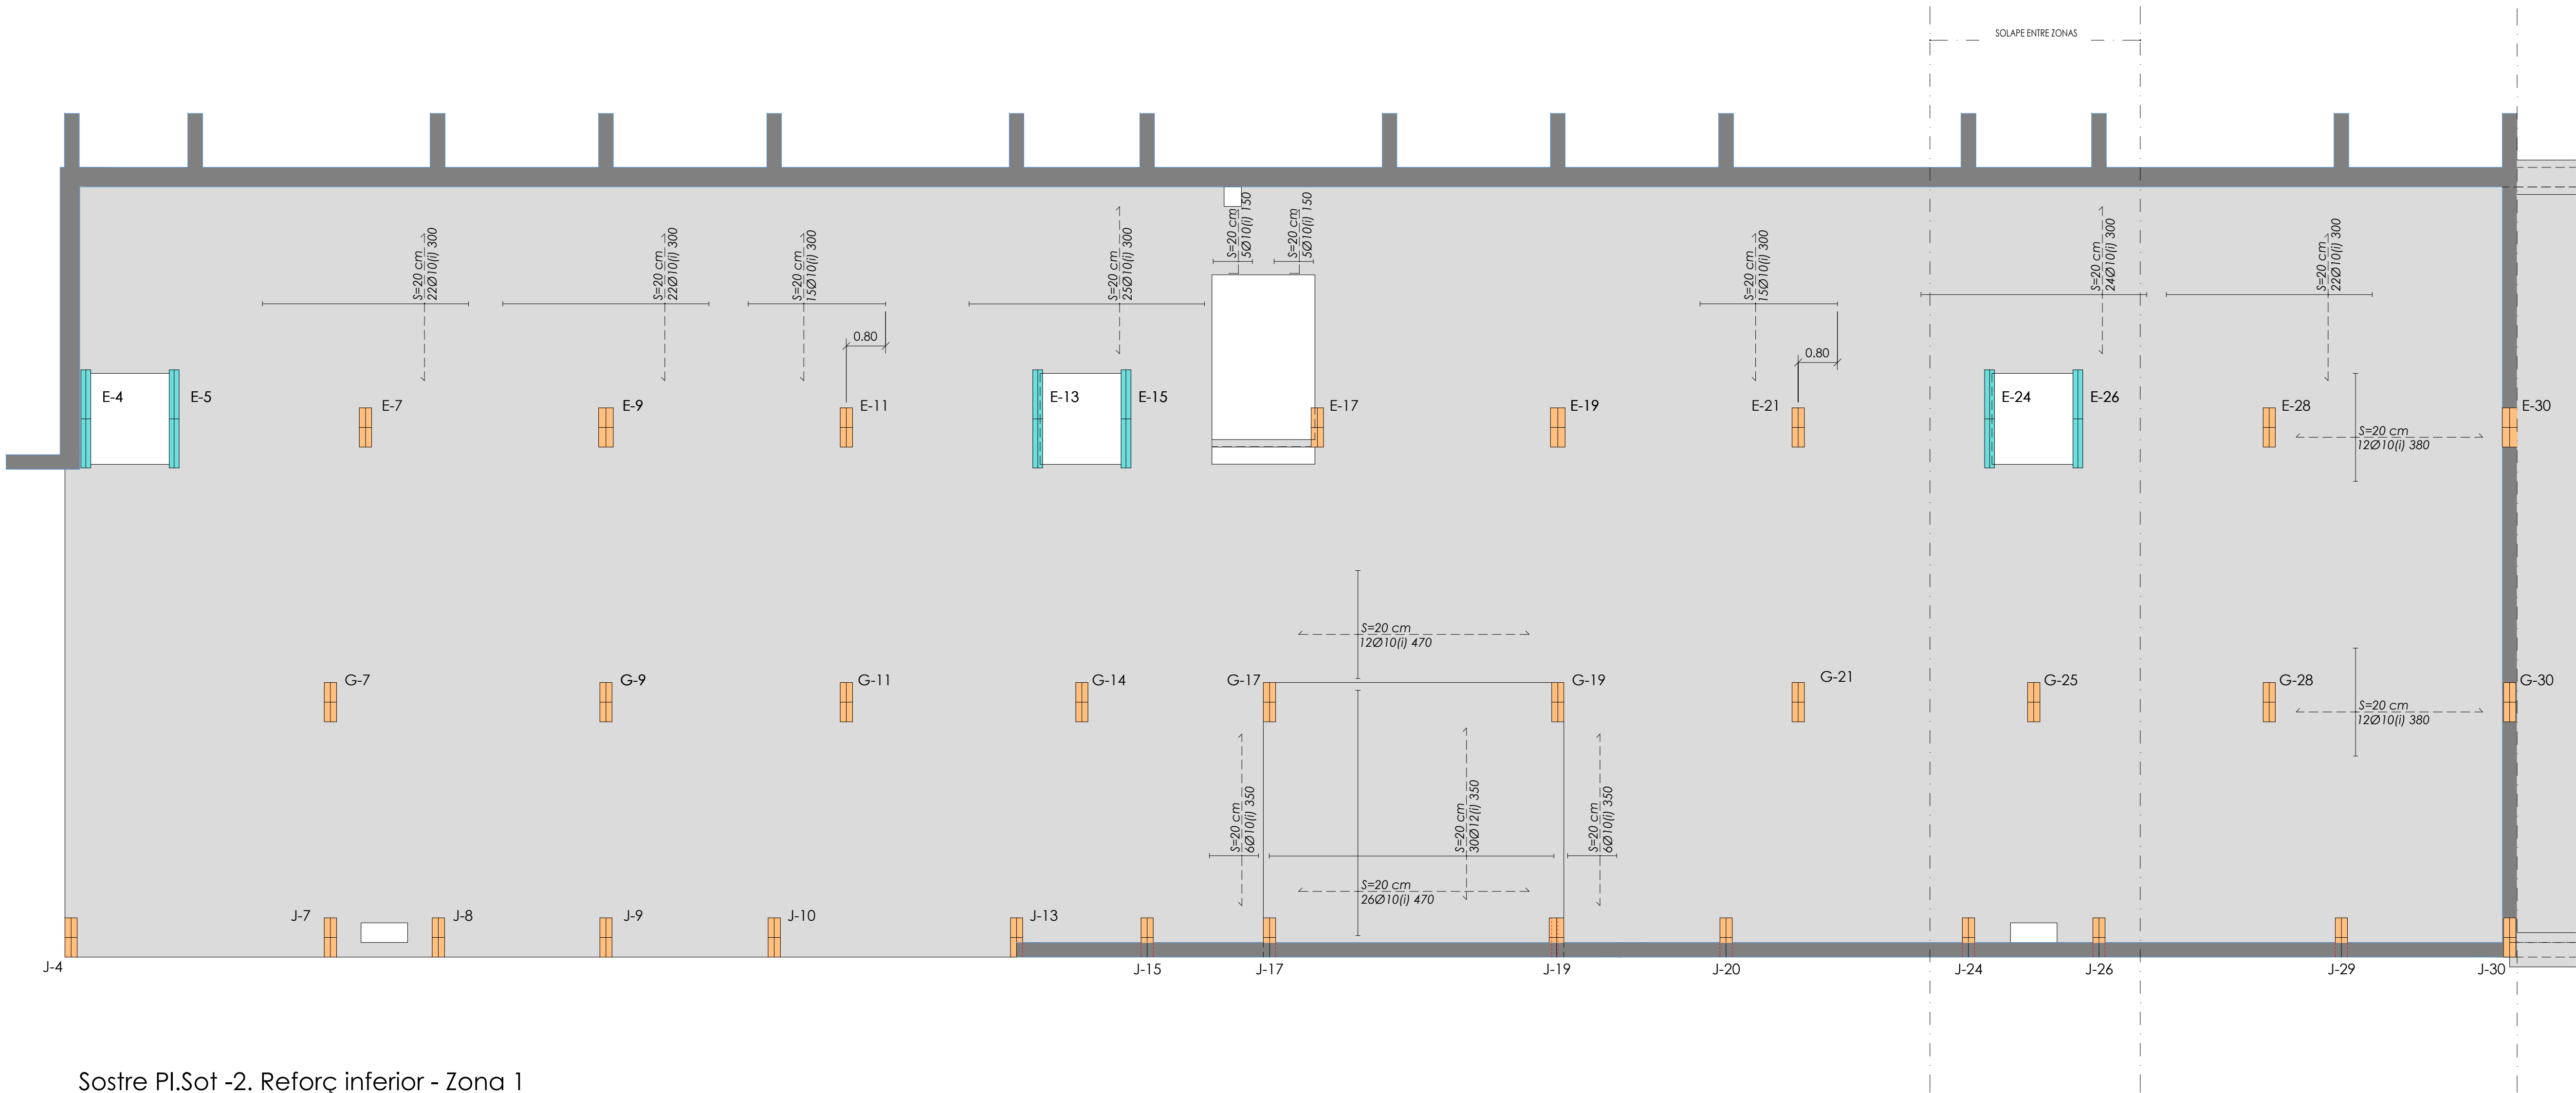 SOLAPE ENTRE ZONAS
S=20 cm
22Ø10(i) 300
S=20 cm
22Ø10(i) 300
S=20 cm
15Ø10(i) 300
S=20 cm
25Ø10(i) 300
S=20 cm
5Ø10(i) 150
S=20 cm
5Ø10(i) 150
S=20 cm
15Ø10(i) 300
S=20 cm
24Ø10(i) 300
S=20 cm
22Ø10(i) 300
0.80
0.80
E-4
E-5
E-7
E-9
E-11
E-13
E-15
E-17
E-19
E-21
E-24
E-26
E-28
E-30
S=20 cm
12Ø10(i) 380
S=20 cm
12Ø10(i) 470
G-7
G-9
G-11
G-14
G-17
G-19
G-21
G-25
G-28
G-30
S=20 cm
12Ø10(i) 380
S=20 cm
6Ø10(i) 350
S=20 cm
30Ø12(i) 350
S=20 cm
6Ø10(i) 350
S=20 cm
26Ø10(i) 470
J-7
J-8
J-9
J-10
J-13
J-4
J-15
J-17
J-19
J-20
J-24
J-26
J-29
J-30
Sostre Pl.Sot -2. Reforç inferior - Zona 1